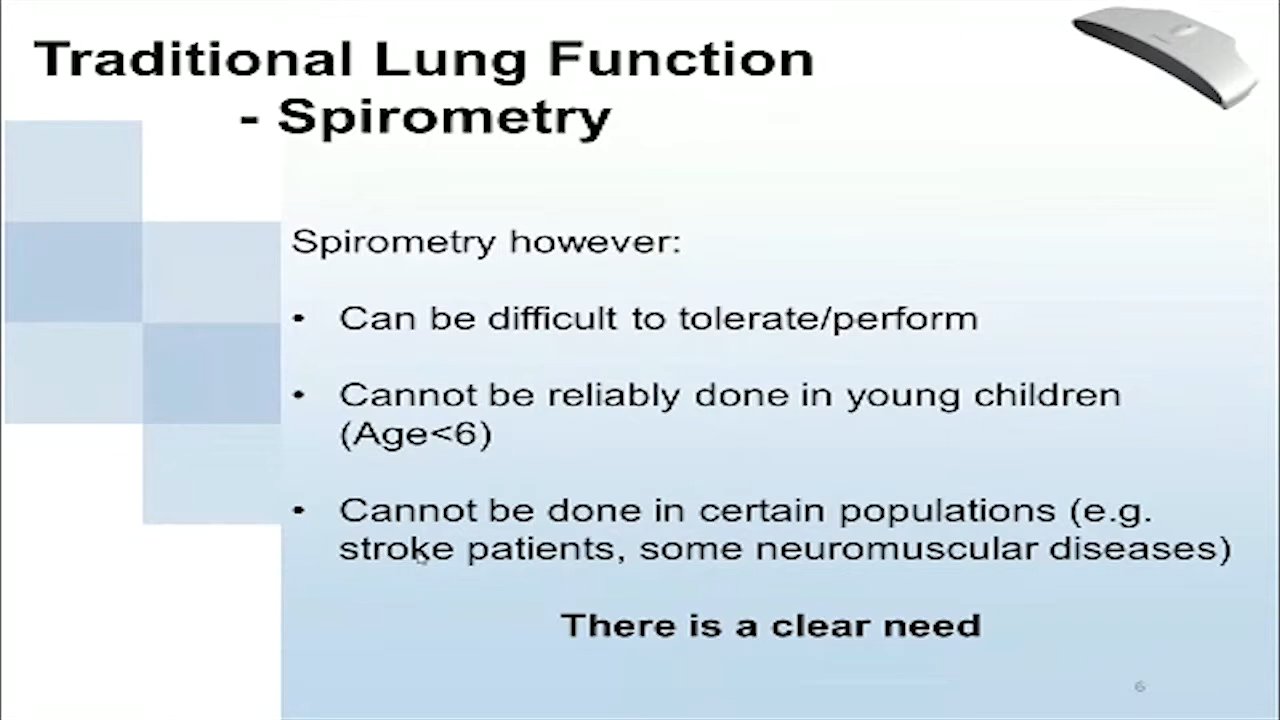 Traditional Lung Function
- Spirometry
Spirometry however:
• Can be difficult to tolerate/perform
• Cannot be reliably done in young children
(Age<6)
• Cannot be done in certain populations (e.g.
stroke patients, some neuromuscular diseases)
There is a clear need
6